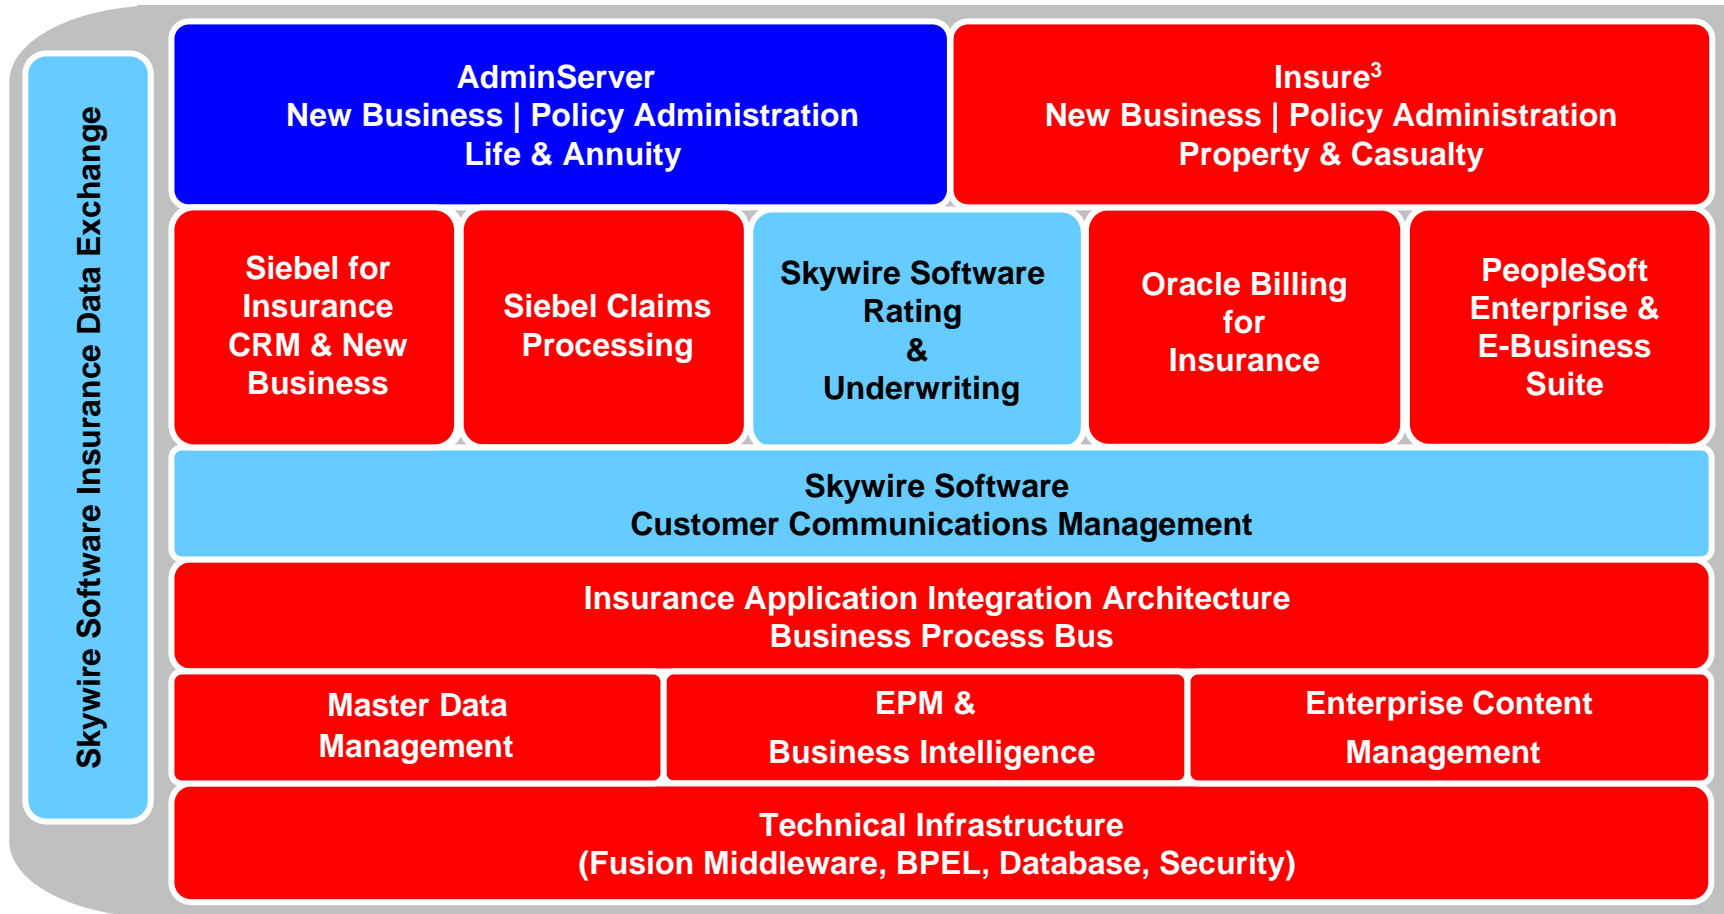 Skywire Software Insurance Data Exchange
AdminServer
New Business | Policy Administration
Life & Annuity
Insure³
New Business | Policy Administration
Property & Casualty
Siebel for
Insurance
CRM & New
Business
Siebel Claims
Processing
Skywire Software
Rating
&
Underwriting
Oracle Billing
for
Insurance
PeopleSoft
Enterprise &
E-Business
Suite
Skywire Software
Customer Communications Management
Insurance Application Integration Architecture
Business Process Bus
Master Data
Management
EPM &
Business Intelligence
Enterprise Content
Management
Technical Infrastructure
(Fusion Middleware, BPEL, Database, Security)